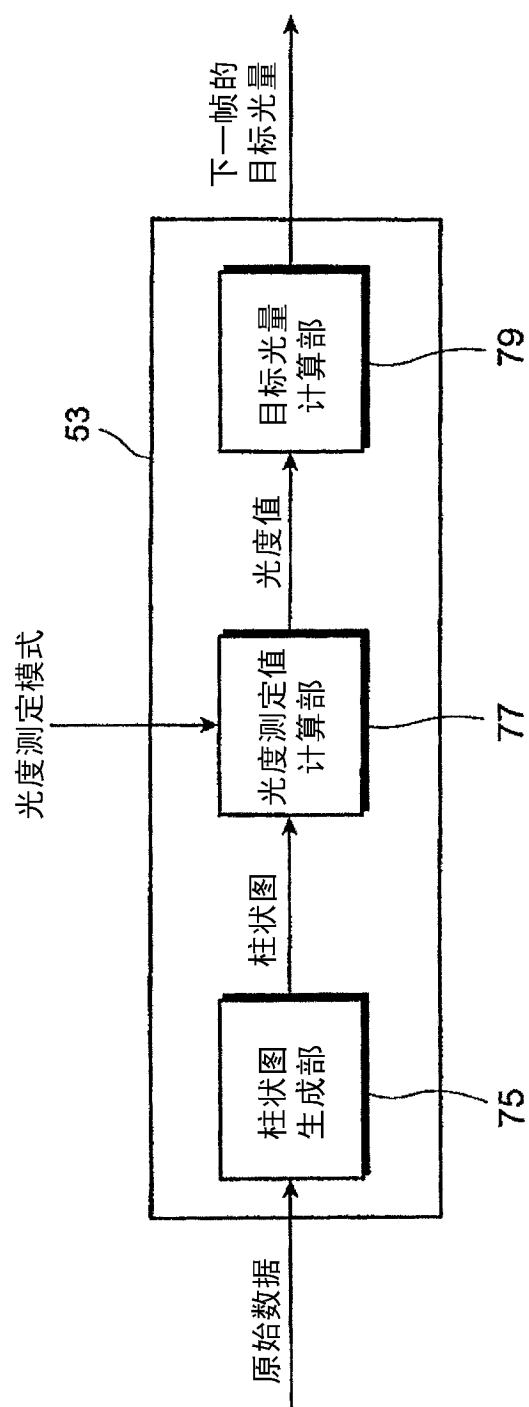 原始数据
柱状图
生成部
75
柱状图
光度测定模式
光度测定值
计算部
77
光度值
53
目标光量
计算部
79
下一帧的
目标光量